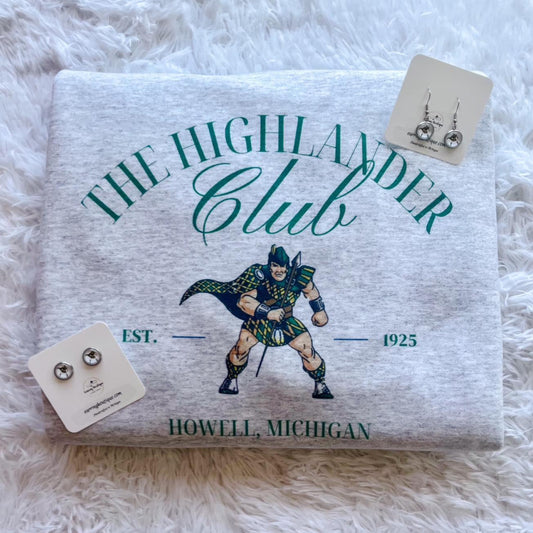 THE HIGHLANDER
Club
EST.
1925
HOWELL, MICHIGAN